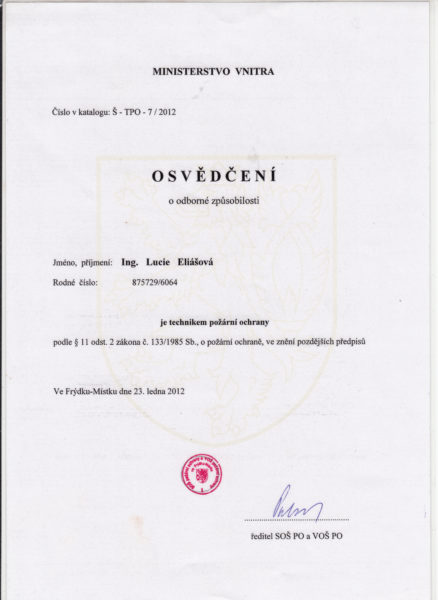 MINISTERSTVO VNITRA
Číslo v katalogu: Š - TPO - 7 / 2012
OSVĚDČENÍ
o odborné způsobilosti
Jméno, příjmení: Ing. Lucie Eliášová
Rodné číslo: 875729/6064
je technikem požární ochrany
podle § 11 odst. 2 zákona č. 133/1985 Sb., o požární ochraně, ve znění pozdějších předpisů
Ve Frýdku-Místku dne 23. ledna 2012
ředitel SOŠ PO a VOŠ PO